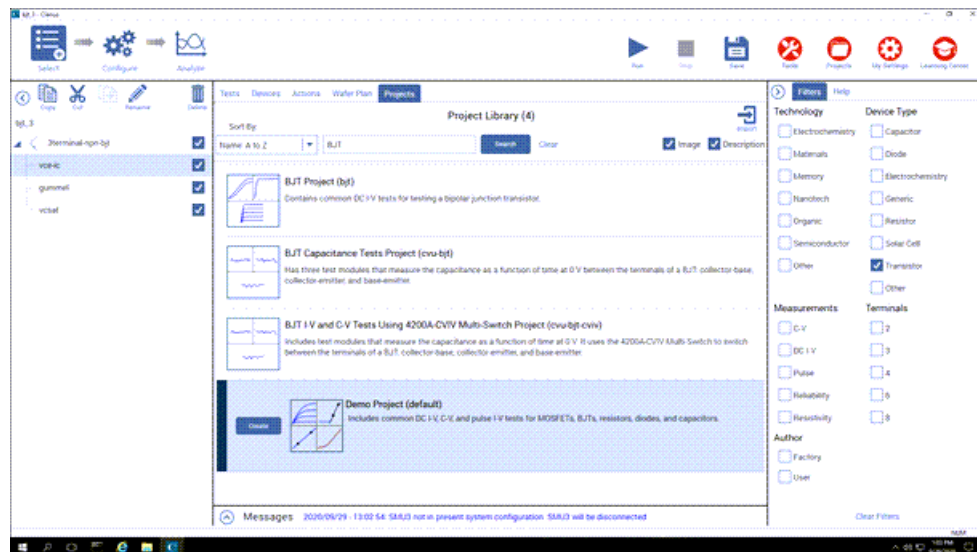 bjt_3 - Clarius
Select
Configure
Analyze
Run
Stop
Save
Tools
Projects
My Settings
Learning Center
Copy
Cut
Rename
Delete
bjt_3
3terminal-npn-bjt
vce-ic
gummel
vcsat
Tests Devices Actions Wafer Plan Projects
Project Library (4)
Import
Sort By:
Name: A to Z
BJT
Search
Clear
Image
Description
BJT Project (bjt)
Contains common DC I-V tests for testing a bipolar junction transistor.
BJT Capacitance Tests Project (cvu-bjt)
Has three test modules that measure the capacitance as a function of time at 0 V between the terminals of a BJT: collector-base,
collector-emitter, and base-emitter.
BJT I-V and C-V Tests Using 4200A-CVIV Multi-Switch Project (cvu-bjt-cviv)
Includes test modules that measure the capacitance as a function of time at 0 V. It uses the 4200A-CVIV Multi-Switch to switch
between the terminals of a BJT: collector-base, collector-emitter, and base-emitter.
Create
Demo Project (default)
Includes common DC I-V, C-V, and pulse I-V tests for MOSFETs, BJTs, resistors, diodes, and capacitors.
Messages 2020/09/29 - 13:02:54: SMU3 not in present system configuration. SMU3 will be disconnected
Filters Help
Technology
Electrochemistry
Materials
Memory
Nanotech
Organic
Semiconductor
Other
Device Type
Capacitor
Diode
Electrochemistry
Generic
Resistor
Solar Cell
Transistor
Other
Measurements
C-V
DC I-V
Pulse
Reliability
Resistivity
Terminals
2
3
4
6
8
Author
Factory
User
Clear Filters
NUM
1:03 PM